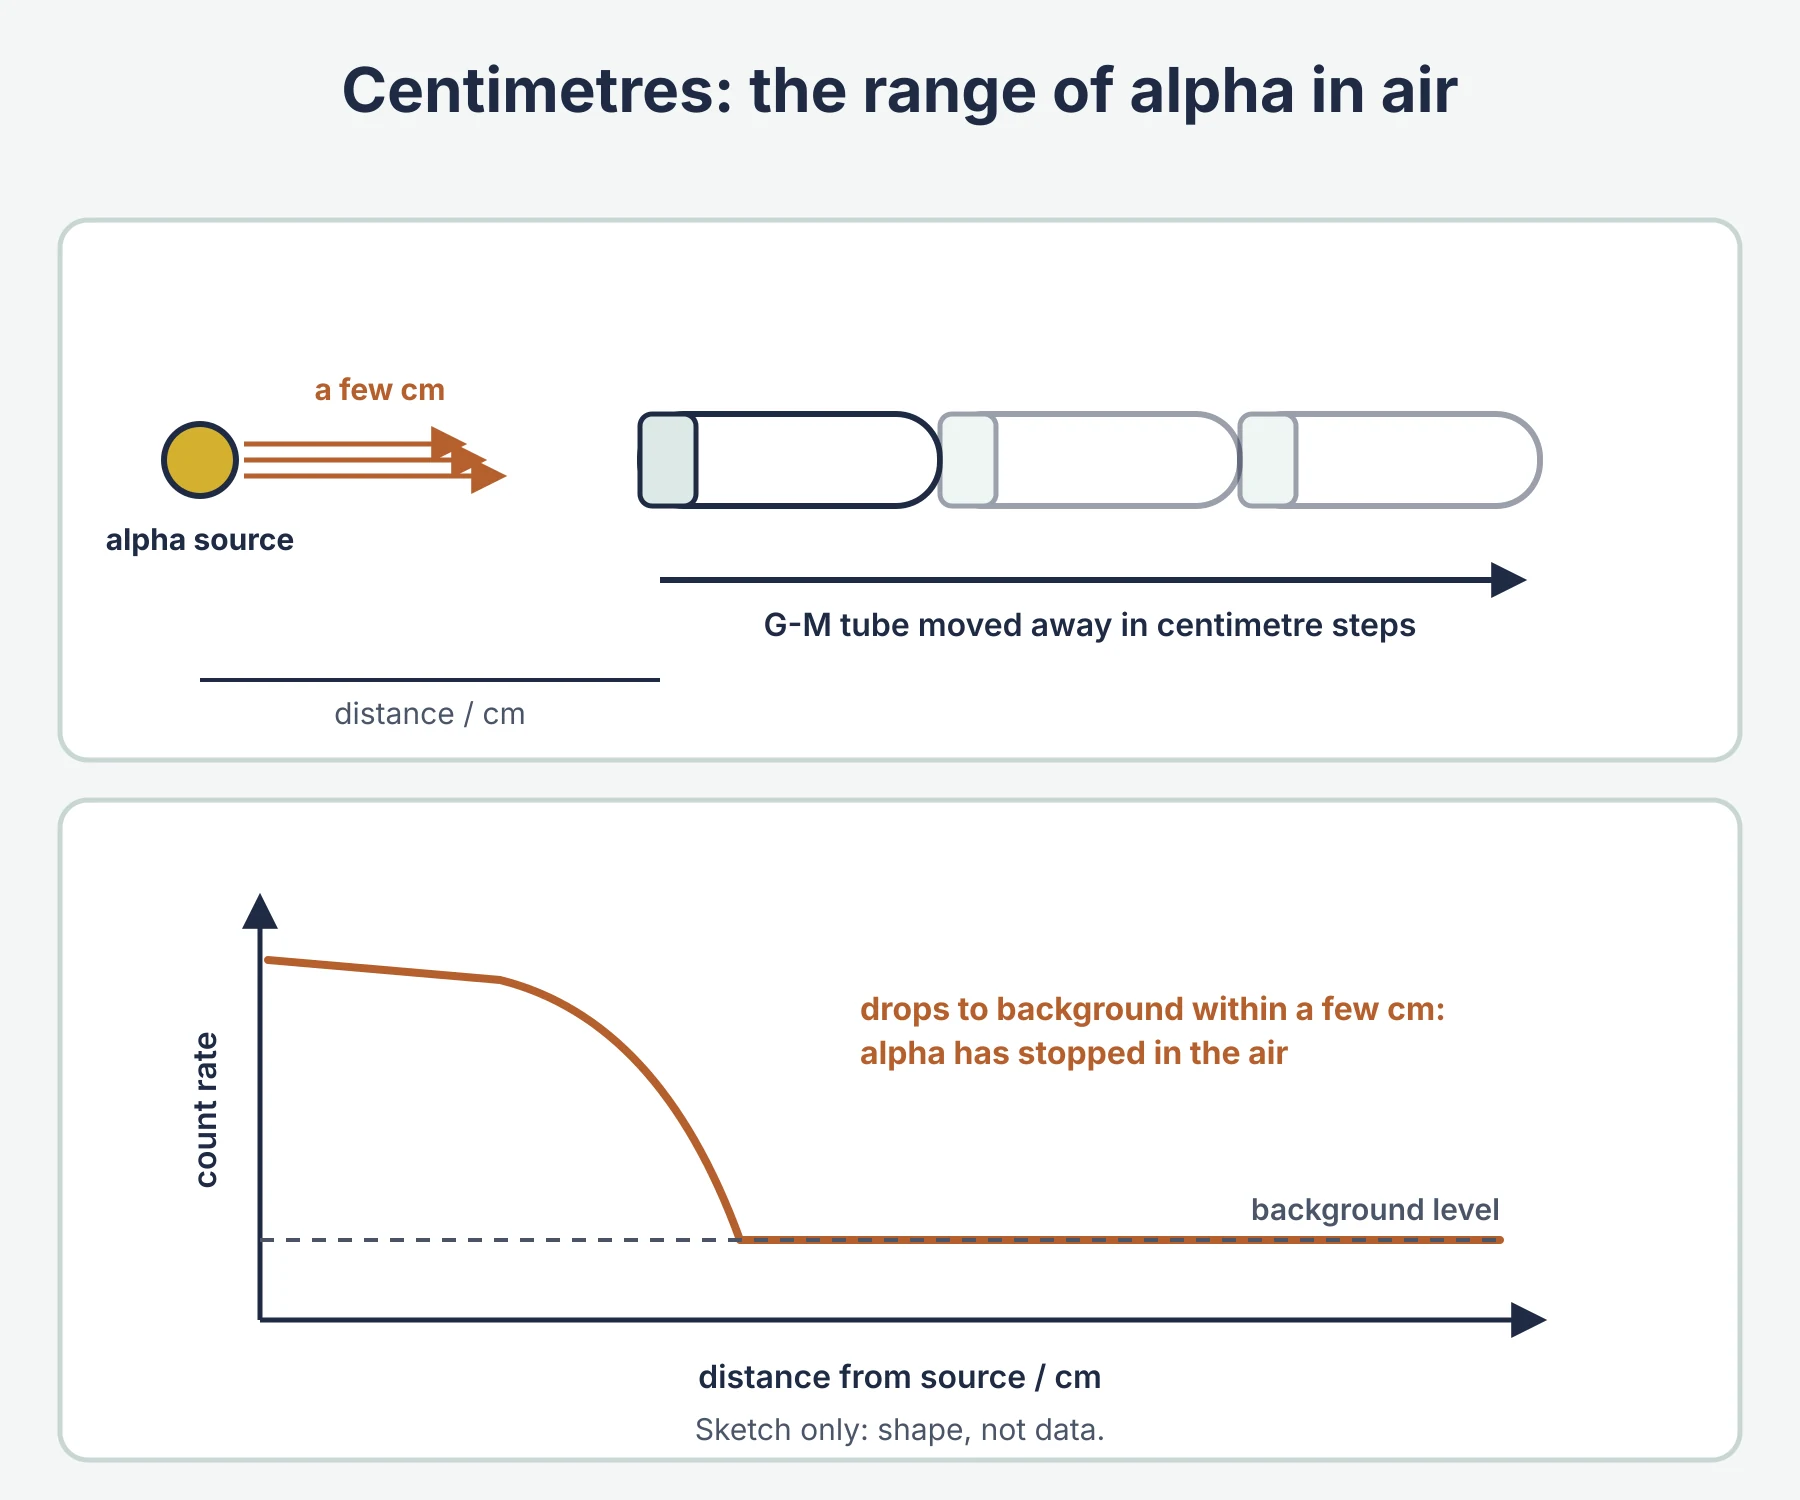 Centimetres: the range of alpha in air
a few cm
alpha source
G-M tube moved away in centimetre steps
distance / cm
count rate
drops to background within a few cm:
alpha has stopped in the air
background level
distance from source / cm
Sketch only: shape, not data.